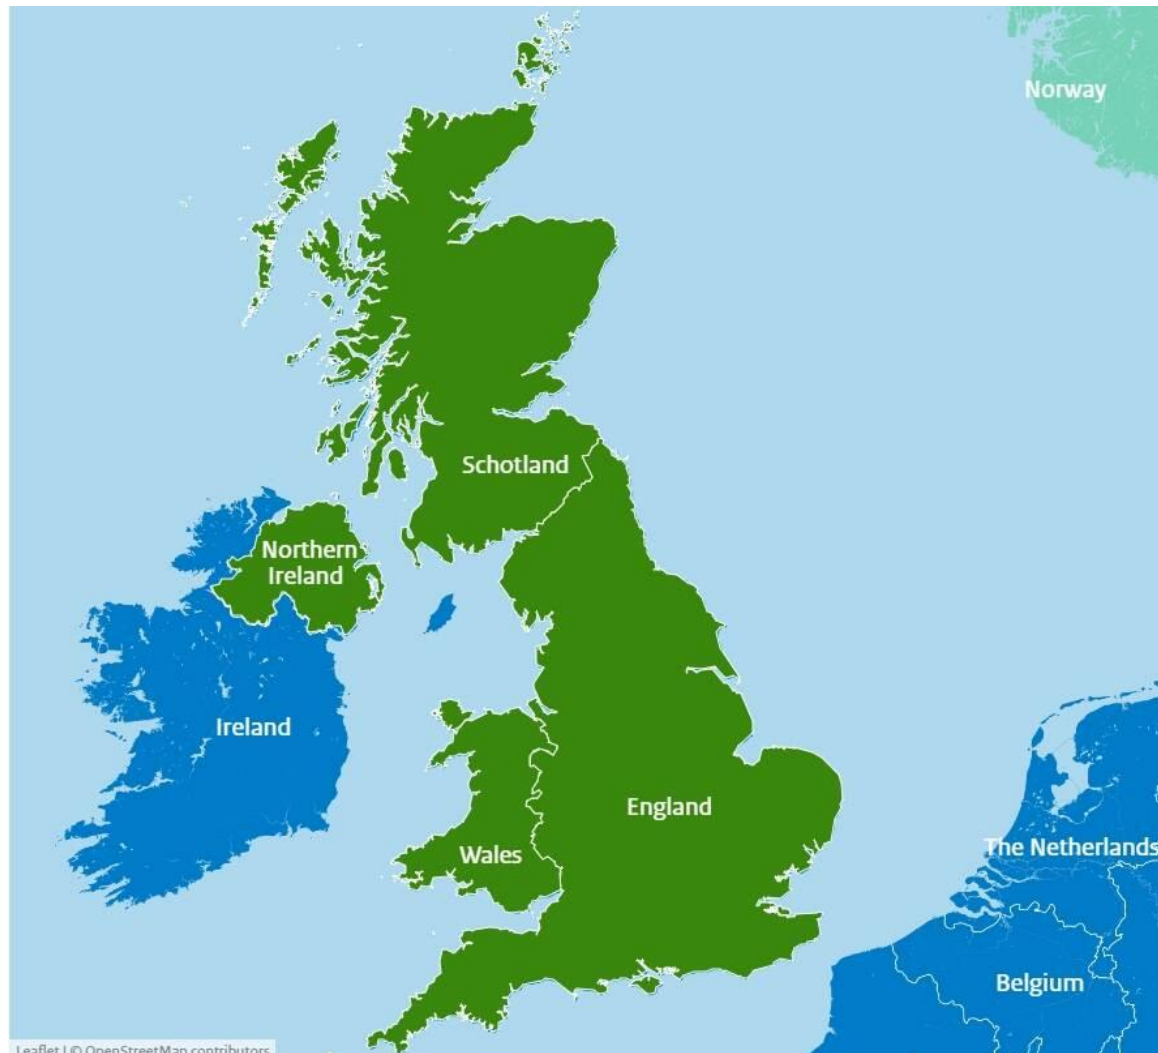 Norway
Schotland
Northern
Ireland
Ireland
England
Wales
The Netherlands
Belgium
Leaflet | © OpenStreetMap contributors